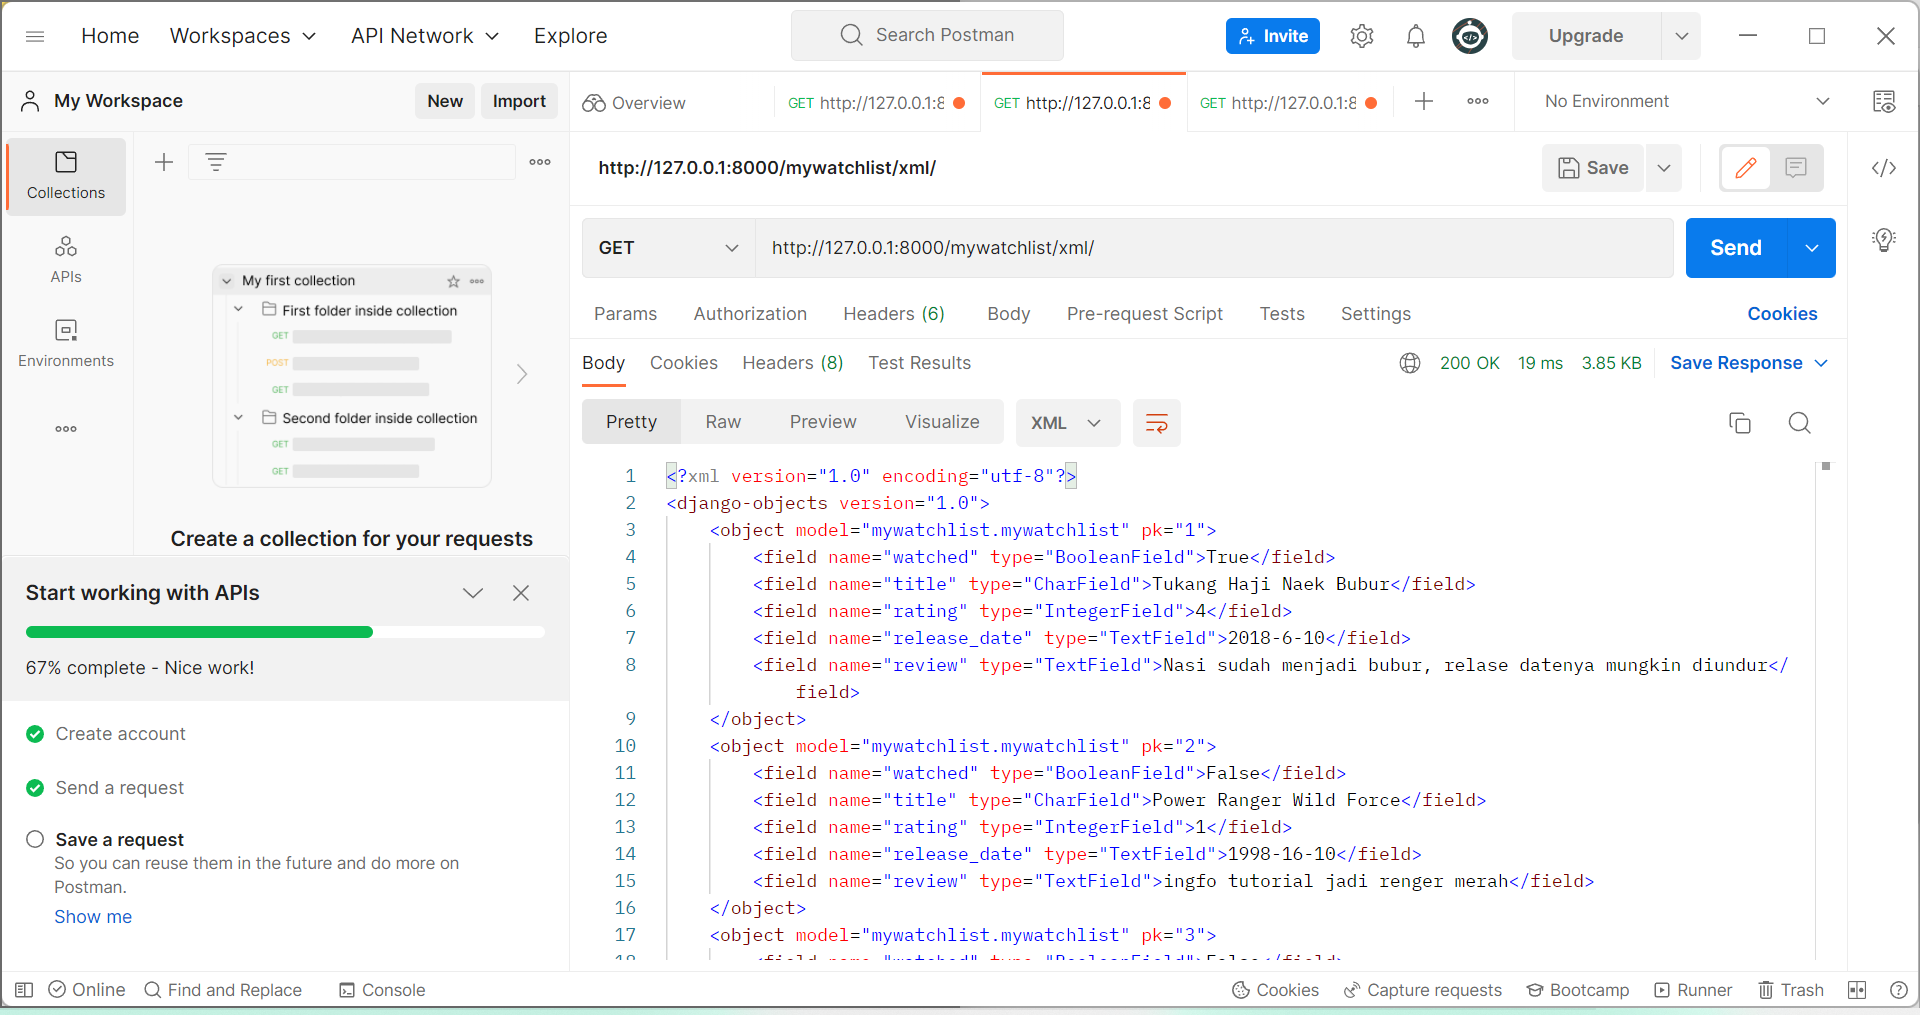 Home Workspaces API Network Explore Search Postman Invite Upgrade
My Workspace New Import
Overview GET http://127.0.0.1:8 GET http://127.0.0.1:8 GET http://127.0.0.1:8 No Environment
Collections
APIs
Environments
My first collection
First folder inside collection
GET
POST
GET
Second folder inside collection
GET
GET
Create a collection for your requests
Start working with APIs
67% complete - Nice work!
Create account
Send a request
Save a request
So you can reuse them in the future and do more on
Postman.
Show me
http://127.0.0.1:8000/mywatchlist/xml/ Save
GET http://127.0.0.1:8000/mywatchlist/xml/ Send
Params Authorization Headers (6) Body Pre-request Script Tests Settings Cookies
Body Cookies Headers (8) Test Results 200 OK 19 ms 3.85 KB Save Response
Pretty Raw Preview Visualize XML
1 <?xml version="1.0" encoding="utf-8"?>
2 <django-objects version="1.0">
3 <object model="mywatchlist.mywatchlist" pk="1">
4 <field name="watched" type="BooleanField">True</field>
5 <field name="title" type="CharField">Tukang Haji Naek Bubur</field>
6 <field name="rating" type="IntegerField">4</field>
7 <field name="release_date" type="TextField">2018-6-10</field>
8 <field name="review" type="TextField">Nasi sudah menjadi bubur, relase datenya mungkin diundur</
field>
9 </object>
10 <object model="mywatchlist.mywatchlist" pk="2">
11 <field name="watched" type="BooleanField">False</field>
12 <field name="title" type="CharField">Power Ranger Wild Force</field>
13 <field name="rating" type="IntegerField">1</field>
14 <field name="release_date" type="TextField">1998-16-10</field>
15 <field name="review" type="TextField">ingfo tutorial jadi renger merah</field>
16 </object>
17 <object model="mywatchlist.mywatchlist" pk="3">
18 <field name="watched" type="BooleanField">False</field>
Online Find and Replace Console Cookies Capture requests Bootcamp Runner Trash